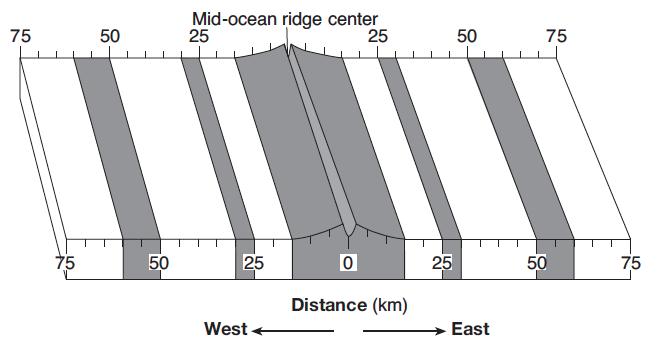 Mid-ocean ridge center
75 50 25 25 50 75
75 50 25 0 25 50 75
Distance (km)
West East